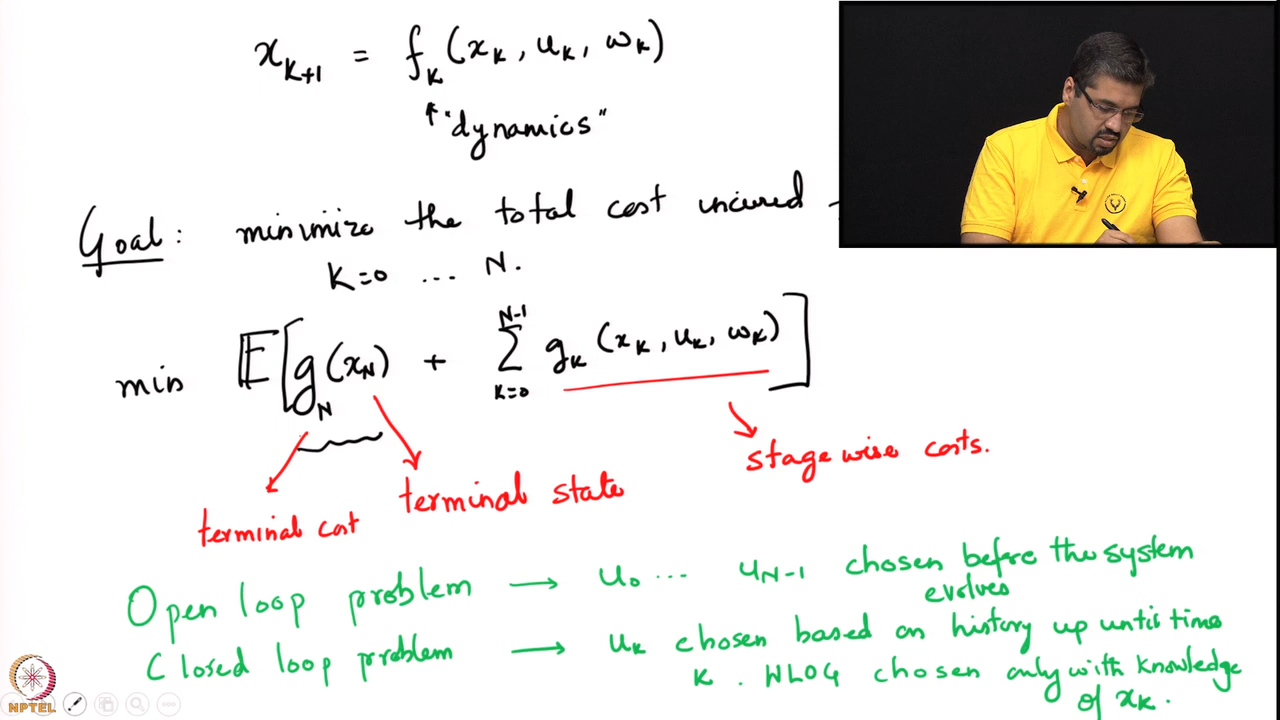 x_{k+1} = f_k (x_k, u_k, w_k)
↑ "dynamics"
Goal: minimize the total cost incured
K=0 ... N.
min E[g_N(x_N) + Σ_{k=0}^{N-1} g_k (x_k, u_k, w_k)]
stage wise costs.
terminal state
terminal cost
Open loop problem → u_0 ... u_{N-1} chosen before the system
evolves
Closed loop problem → u_k chosen based on history up until time
k. WLOG chosen only with knowledge
of x_k.
NPTEL